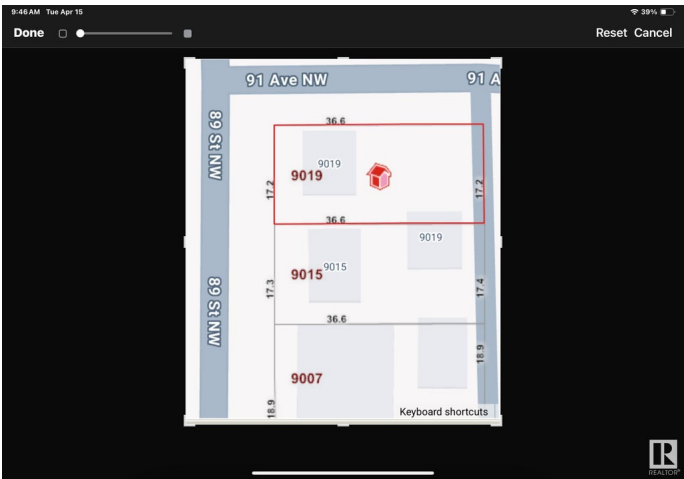 9:46 AM Tue Apr 15
39%
Done
Reset Cancel
91 Ave NW
91 A
89 St NW
36.6
9019
9019
17.2
17.2
36.6
9019
9015
9015
17.3
17.4
89 St NW
36.6
18.9
9007
18.9
Keyboard shortcuts
R
REALTOR®